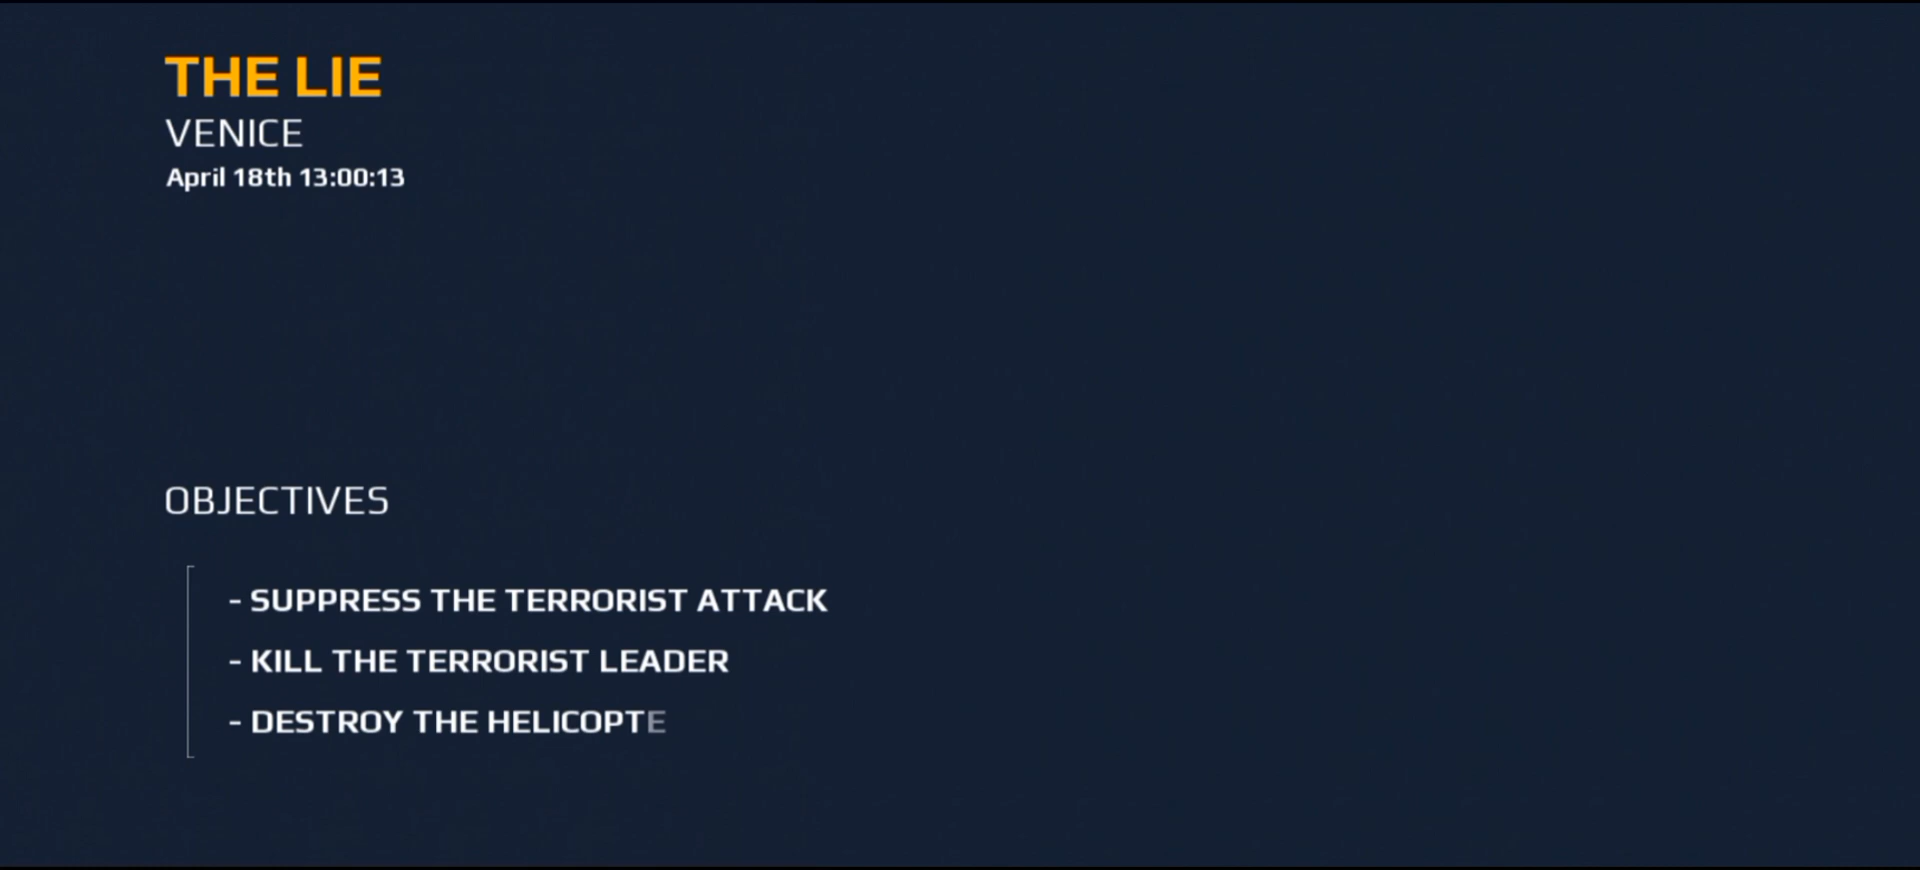 THE LIE
VENICE
April 18th 13:00:13
OBJECTIVES
- SUPPRESS THE TERRORIST ATTACK
- KILL THE TERRORIST LEADER
- DESTROY THE HELICOPTE